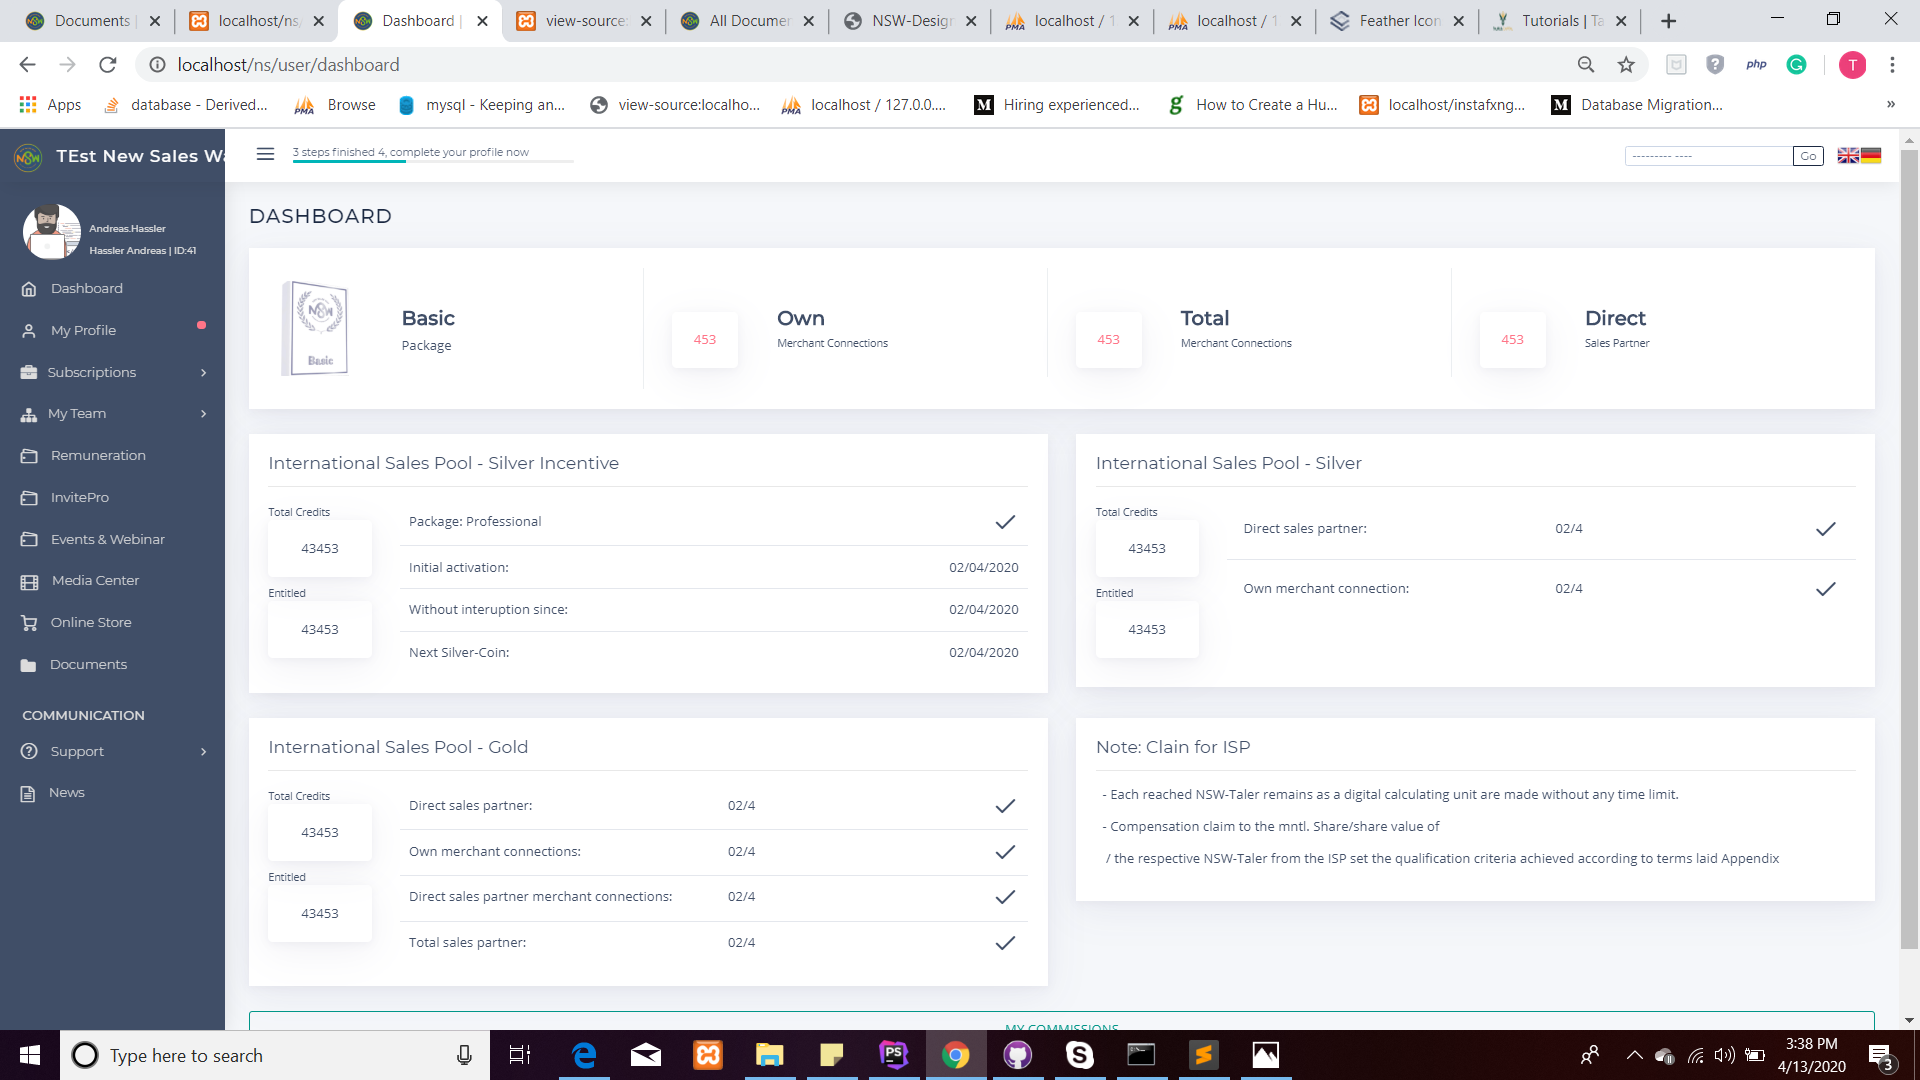 Documents |
localhost/ns/
Dashboard |
view-source:
All Documen
NSW-Design
localhost / 1
localhost / 1
Feather Icon
Tutorials | Ta
localhost/ns/user/dashboard
php
T
Apps
database - Derived...
Browse
mysql - Keeping an...
view-source:localho...
localhost / 127.0.0....
Hiring experienced...
How to Create a Hu...
localhost/instafxng...
Database Migration...
»
NSW
TEst New Sales Wa
3 steps finished 4, complete your profile now
--------- ----
Go
Andreas.Hassler
Hassler Andreas | ID:41
Dashboard
My Profile
Subscriptions
My Team
Remuneration
InvitePro
Events & Webinar
Media Center
Online Store
Documents
COMMUNICATION
Support
News
DASHBOARD
NSW
Basic
Basic
Package
453
Own
Merchant Connections
453
Total
Merchant Connections
453
Direct
Sales Partner
International Sales Pool - Silver Incentive
Total Credits
43453
Entitled
43453
Package: Professional
Initial activation: 02/04/2020
Without interuption since: 02/04/2020
Next Silver-Coin: 02/04/2020
International Sales Pool - Silver
Total Credits
43453
Entitled
43453
Direct sales partner: 02/4
Own merchant connection: 02/4
International Sales Pool - Gold
Total Credits
43453
Entitled
43453
Direct sales partner: 02/4
Own merchant connections: 02/4
Direct sales partner merchant connections: 02/4
Total sales partner: 02/4
Note: Clain for ISP
- Each reached NSW-Taler remains as a digital calculating unit are made without any time limit.
- Compensation claim to the mntl. Share/share value of
/ the respective NSW-Taler from the ISP set the qualification criteria achieved according to terms laid Appendix
MY COMMISSIONS
Type here to search
PS
3:38 PM
4/13/2020
3